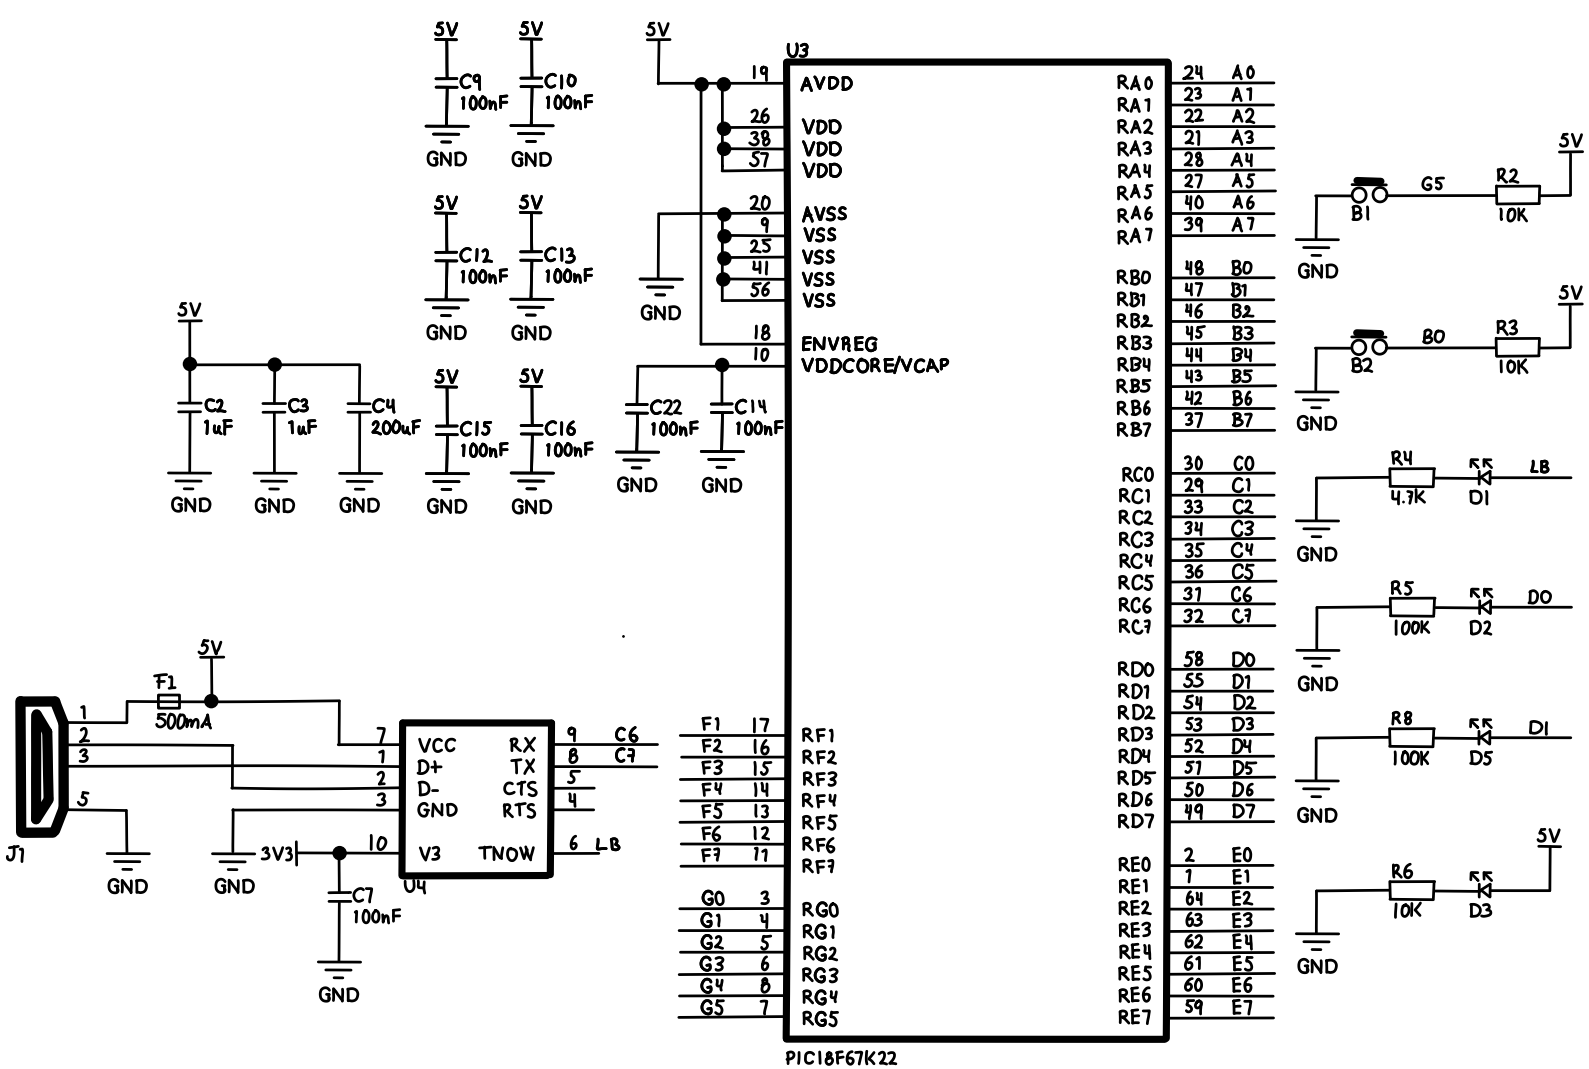 5V
C9
100nF
GND
5V
C10
100nF
GND
5V
C12
100nF
GND
5V
C13
100nF
GND
5V
C15
100nF
GND
5V
C16
100nF
GND
5V
C2
1uF
GND
C3
1uF
GND
C4
200uF
GND
5V
U3
19 AVDD
26 VDD
38 VDD
57 VDD
20 AVSS
9 VSS
25 VSS
41 VSS
56 VSS
GND
18 ENVREG
10 VDDCORE/VCAP
C22
100nF
GND
C14
100nF
GND
F1 17 RF1
F2 16 RF2
F3 15 RF3
F4 14 RF4
F5 13 RF5
F6 12 RF6
F7 11 RF7
G0 3 RG0
G1 4 RG1
G2 5 RG2
G3 6 RG3
G4 8 RG4
G5 7 RG5
RA0 24 A0
RA1 23 A1
RA2 22 A2
RA3 21 A3
RA4 28 A4
RA5 27 A5
RA6 40 A6
RA7 39 A7
RB0 48 B0
RB1 47 B1
RB2 46 B2
RB3 45 B3
RB4 44 B4
RB5 43 B5
RB6 42 B6
RB7 37 B7
RC0 30 C0
RC1 29 C1
RC2 33 C2
RC3 34 C3
RC4 35 C4
RC5 36 C5
RC6 31 C6
RC7 32 C7
RD0 58 D0
RD1 55 D1
RD2 54 D2
RD3 53 D3
RD4 52 D4
RD5 51 D5
RD6 50 D6
RD7 49 D7
RE0 2 E0
RE1 1 E1
RE2 64 E2
RE3 63 E3
RE4 62 E4
RE5 61 E5
RE6 60 E6
RE7 59 E7
PIC18F67K22
5V
G5 R2
B1 10K
GND
5V
B0 R3
B2 10K
GND
R4 LB
4.7K D1
GND
R5 D0
100K D2
GND
R8 D1
100K D5
GND
5V
R6
10K D3
GND
5V
F1
500mA
1
2
3
5
J1
GND
7 VCC
1 D+
2 D-
3 GND
10 V3
RX 9 C6
TX 8 C7
CTS 5
RTS 4
TNOW 6 LB
U4
GND
3V3
C7
100nF
GND